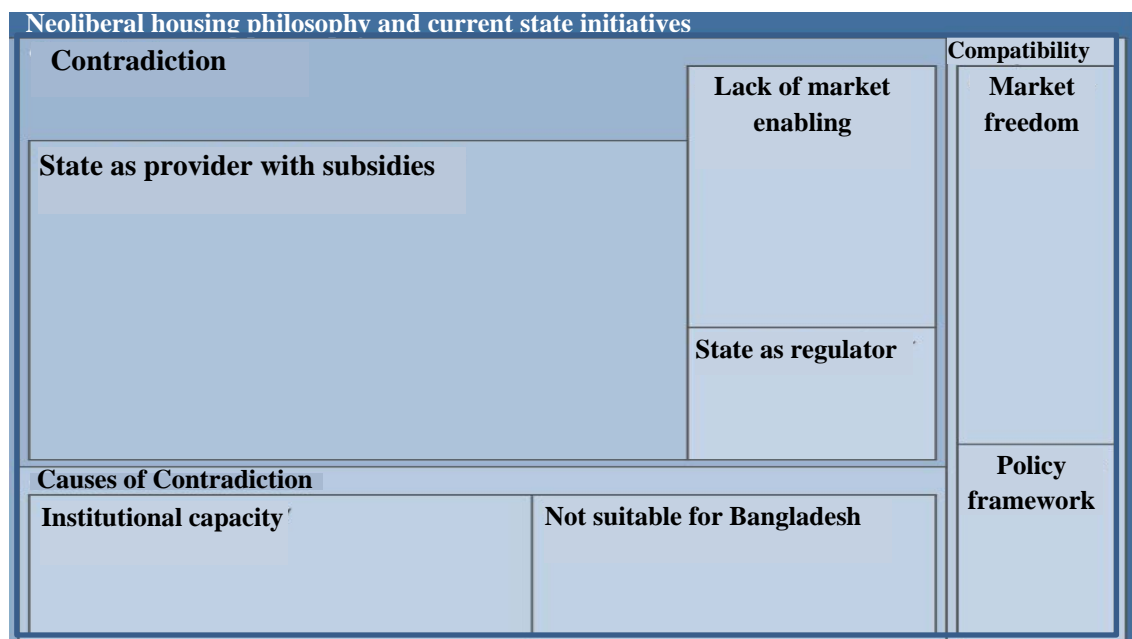 Neoliberal housing philosophy and current state initiatives
Contradiction
Compatibility
Lack of market
enabling
Market
freedom
State as provider with subsidies
State as regulator
Causes of Contradiction
Institutional capacity
Not suitable for Bangladesh
Policy
framework